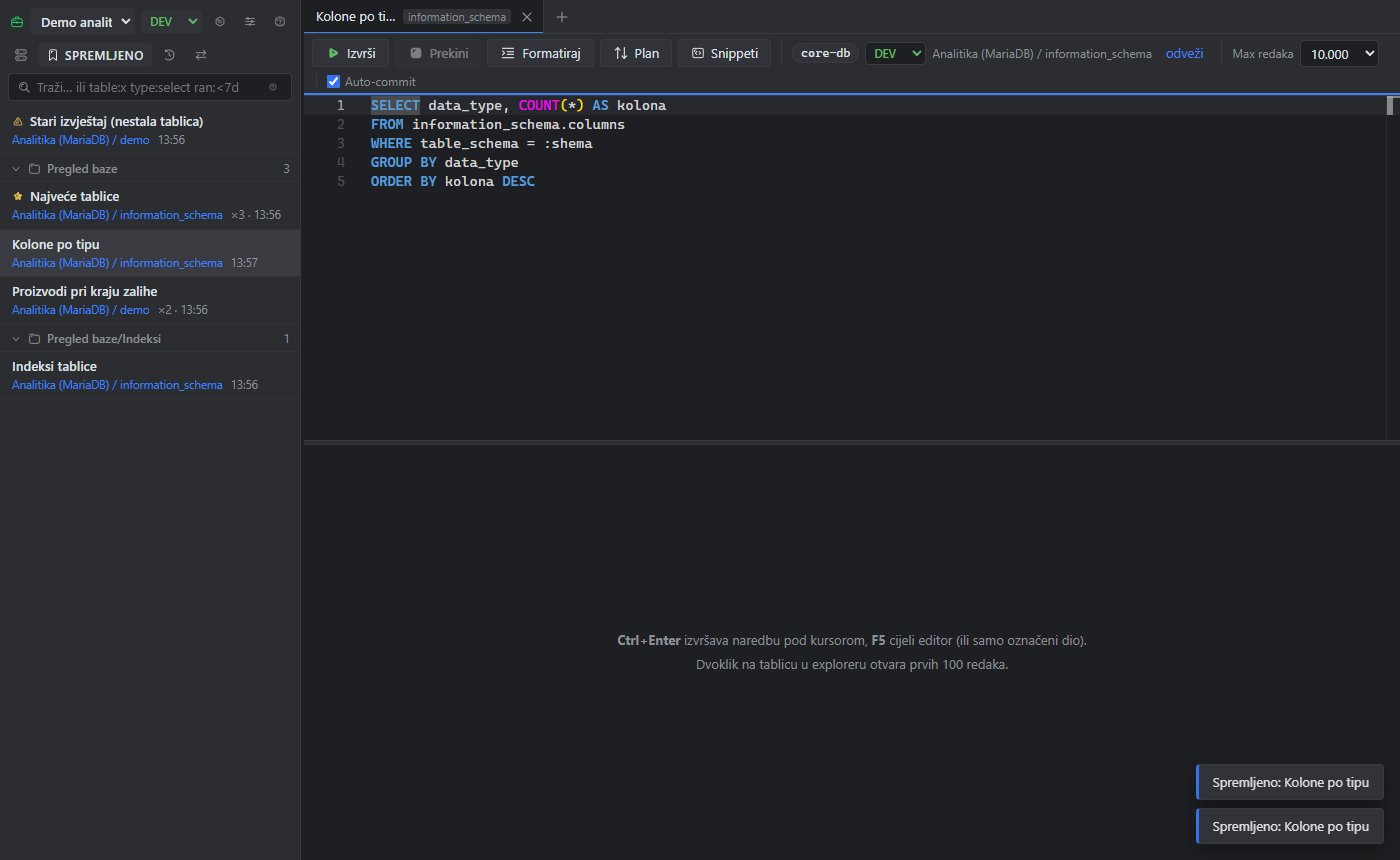 Demo analit DEV
SPREMLJENO
Traži... ili table:x type:select ran:<7d
Stari izvještaj (nestala tablica)
Analitika (MariaDB) / demo 13:56
Pregled baze 3
Najveće tablice
Analitika (MariaDB) / information_schema ×3 · 13:56
Kolone po tipu
Analitika (MariaDB) / information_schema 13:57
Proizvodi pri kraju zalihe
Analitika (MariaDB) / demo ×2 · 13:56
Pregled baze/Indeksi 1
Indeksi tablice
Analitika (MariaDB) / information_schema 13:56
Kolone po ti... information_schema
Izvrši Prekini Formatiraj Plan Snippeti core-db DEV Analitika (MariaDB) / information_schema odveži Max redaka 10.000
Auto-commit
1 SELECT data_type, COUNT(*) AS kolona
2 FROM information_schema.columns
3 WHERE table_schema = :shema
4 GROUP BY data_type
5 ORDER BY kolona DESC
Ctrl+Enter izvršava naredbu pod kursorom, F5 cijeli editor (ili samo označeni dio).
Dvoklik na tablicu u exploreru otvara prvih 100 redaka.
Spremljeno: Kolone po tipu
Spremljeno: Kolone po tipu